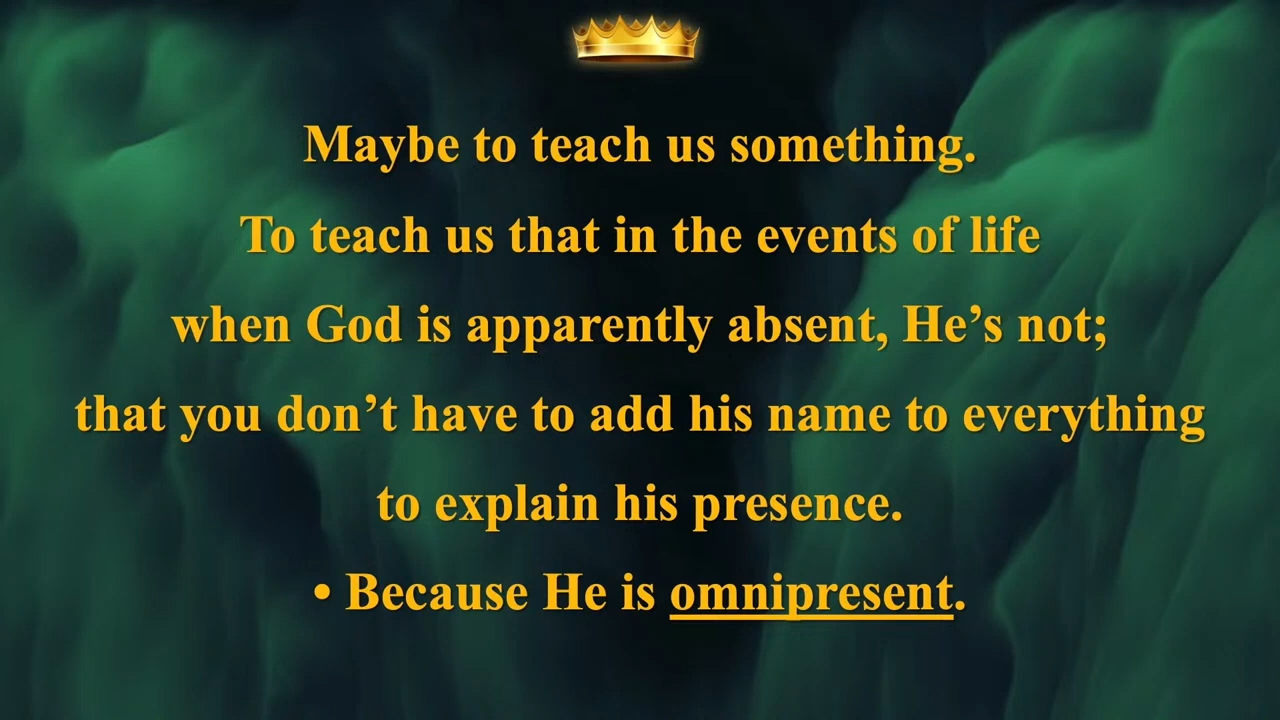 Maybe to teach us something.
To teach us that in the events of life
when God is apparently absent, He’s not;
that you don’t have to add his name to everything
to explain his presence.
• Because He is omnipresent.